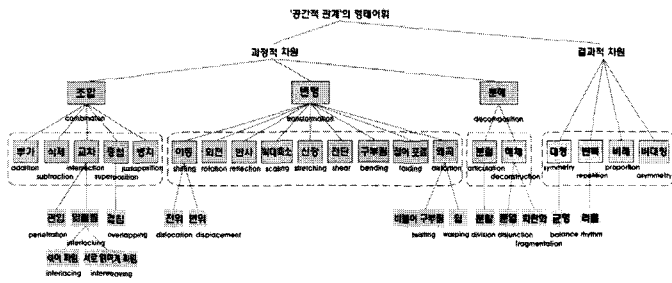 '공간적 관계'의 형태어휘
과정적 차원 결과적 차원
조합 변형 분해
combination transformation decomposition
부가 삭제 교차 중첩 병치 이동 회전 반사 확대축소 신장 전단 구부림 접어 포갬 왜곡 분절 해체 대칭 반복 비례 비대칭
addition subtraction intersection superposition juxtaposition shifting rotation reflection scaling stretching shear bending folding distortion articulation deconstruction symmetry repetition proportion asymmetry
관입 맞물림 겹침 전위 변위 비틀어 구부림 휨 분할 분열 파편화 균형 리듬
penetration interlocking overlapping dislocation displacement twisting warping division disjunction fragmentation balance rhythm
섞여 짜임 서로 얽히게 짜임
interlacing interweaving